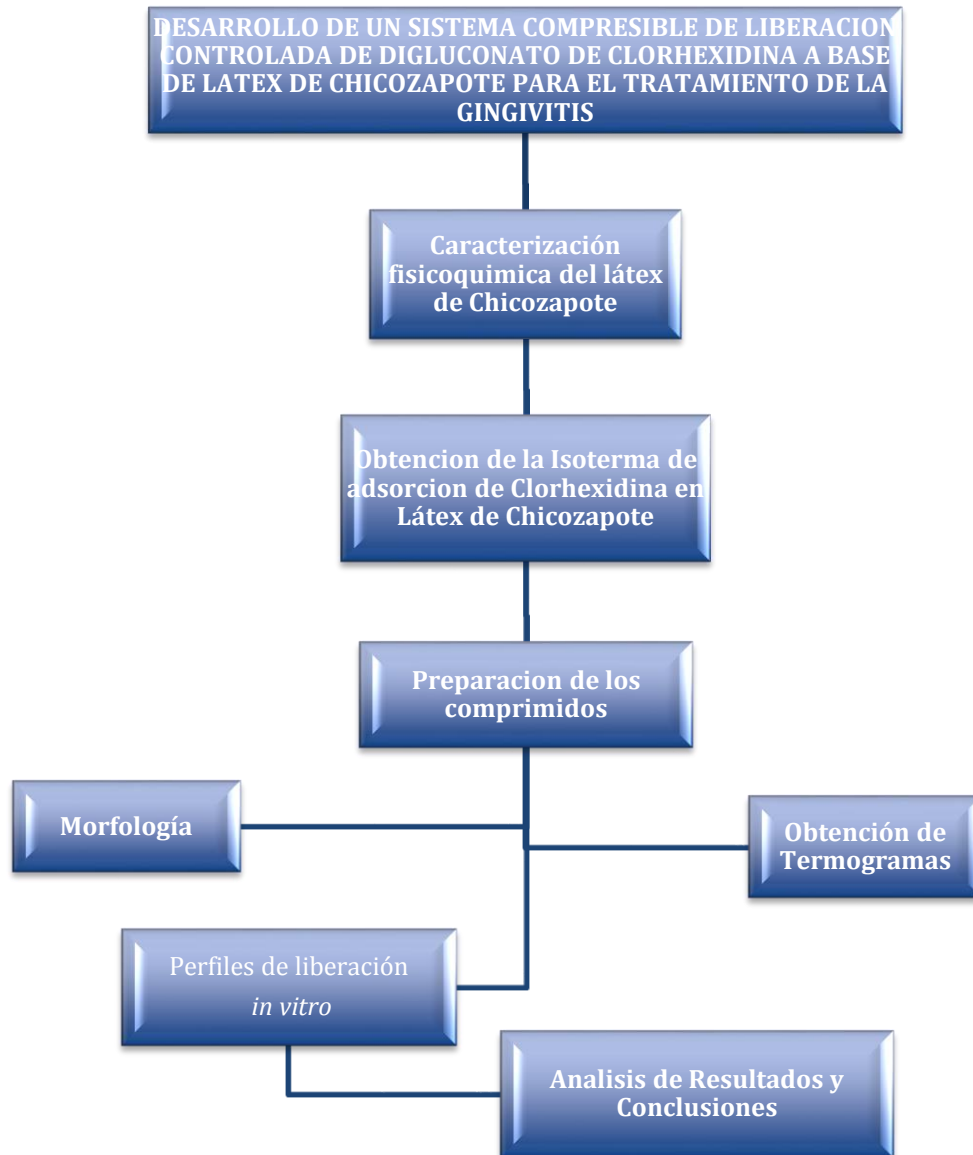 DESARROLLO DE UN SISTEMA COMPRESIBLE DE LIBERACION
CONTROLADA DE DIGLUCONATO DE CLORHEXIDINA A BASE
DE LATEX DE CHICOZAPOTE PARA EL TRATAMIENTO DE LA
GINGIVITIS
Caracterización
fisicoquimica del látex
de Chicozapote
Obtencion de la Isoterma de
adsorcion de Clorhexidina en
Látex de Chicozapote
Preparacion de los
comprimidos
Morfología
Obtención de
Termogramas
Perfiles de liberación
in vitro
Analisis de Resultados y
Conclusiones